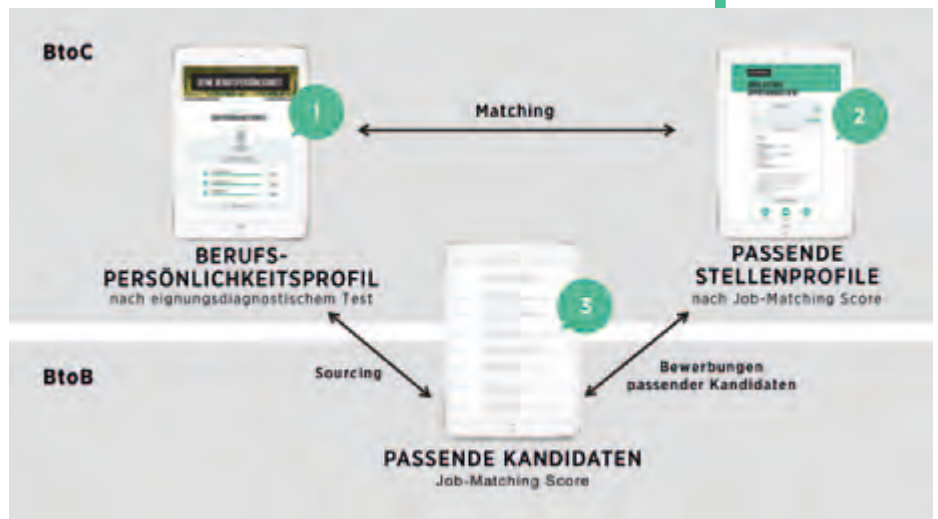 BtoC
1
Matching
2
BERUFS-
PERSÖNLICHKEITSPROFIL
nach eignungsdiagnostischem Test
PASSENDE
STELLENPROFILE
nach Job-Matching Score
3
BtoB
Sourcing
Bewerbungen
passender Kandidaten
PASSENDE KANDIDATEN
Job-Matching Score